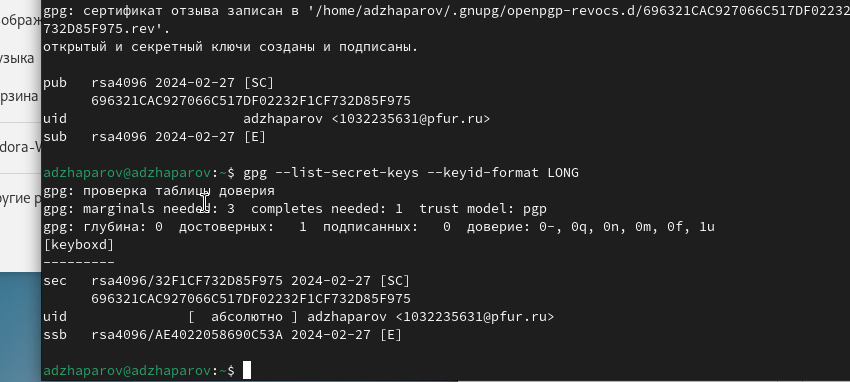 gpg: сертификат отзыва записан в '/home/adzhaparov/.gnupg/openpgp-revocs.d/696321CAC927066C517DF02232
F1CF732D85F975.rev'.
открытый и секретный ключи созданы и подписаны.
pub   rsa4096 2024-02-27 [SC]
      696321CAC927066C517DF02232F1CF732D85F975
uid                      adzhaparov <1032235631@pfur.ru>
sub   rsa4096 2024-02-27 [E]
adzhaparov@adzhaparov:~$ gpg --list-secret-keys --keyid-format LONG
gpg: проверка таблицы доверия
gpg: marginals needed: 3  completes needed: 1  trust model: pgp
gpg: глубина: 0  достоверных:   1  подписанных:   0  доверие: 0-, 0q, 0n, 0m, 0f, 1u
[keyboxd]
---------
sec   rsa4096/32F1CF732D85F975 2024-02-27 [SC]
      696321CAC927066C517DF02232F1CF732D85F975
uid                [  абсолютно ] adzhaparov <1032235631@pfur.ru>
ssb   rsa4096/AE4022058690C53A 2024-02-27 [E]
adzhaparov@adzhaparov:~$
ображ
узыка
рзина
dora-W
ругие р